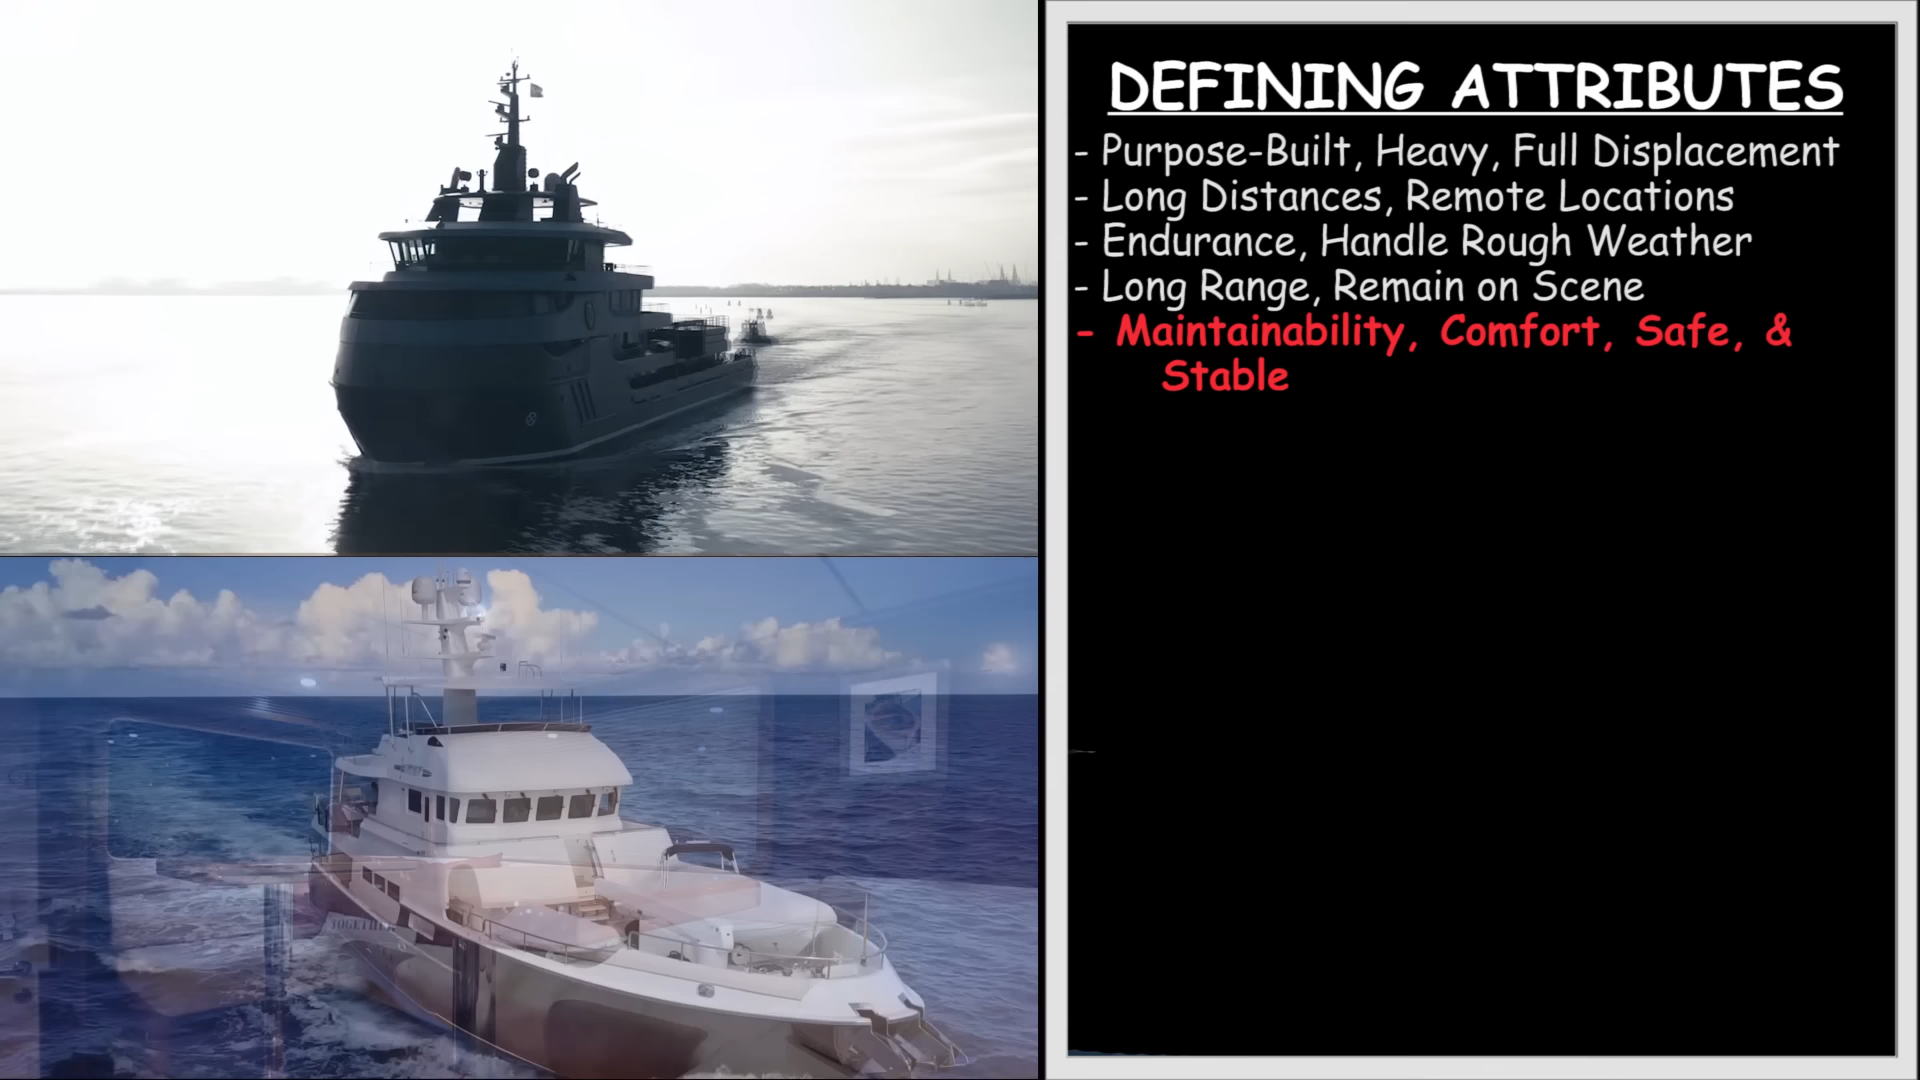 DEFINING ATTRIBUTES
- Purpose-Built, Heavy, Full Displacement
- Long Distances, Remote Locations
- Endurance, Handle Rough Weather
- Long Range, Remain on Scene
- Maintainability, Comfort, Safe, &
Stable
TOGETHER